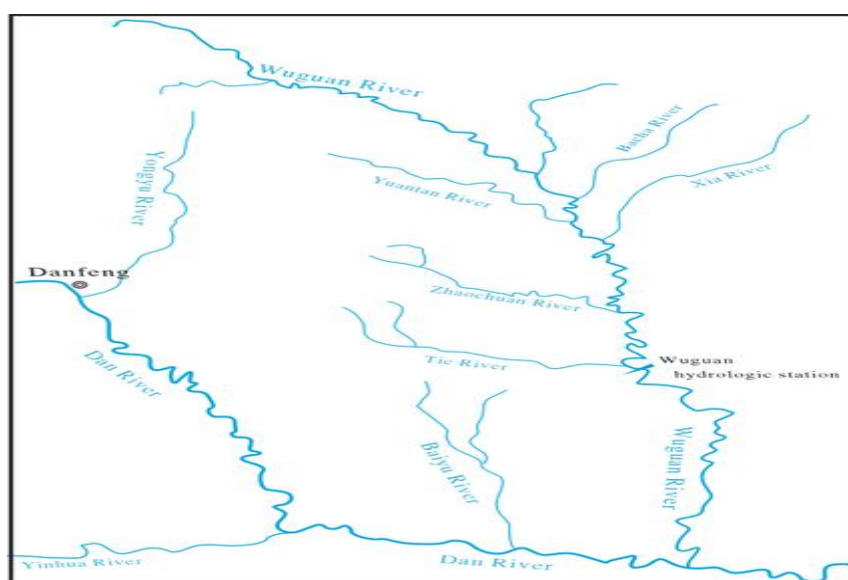 Wuguan River
Bacha River
Xia River
Yongyu River
Yuantan River
Danfeng
Zhaochuan River
Dan River
Tie River
Wuguan
hydrologic station
Baiyu River
Wuguan River
Yinhua River
Dan River